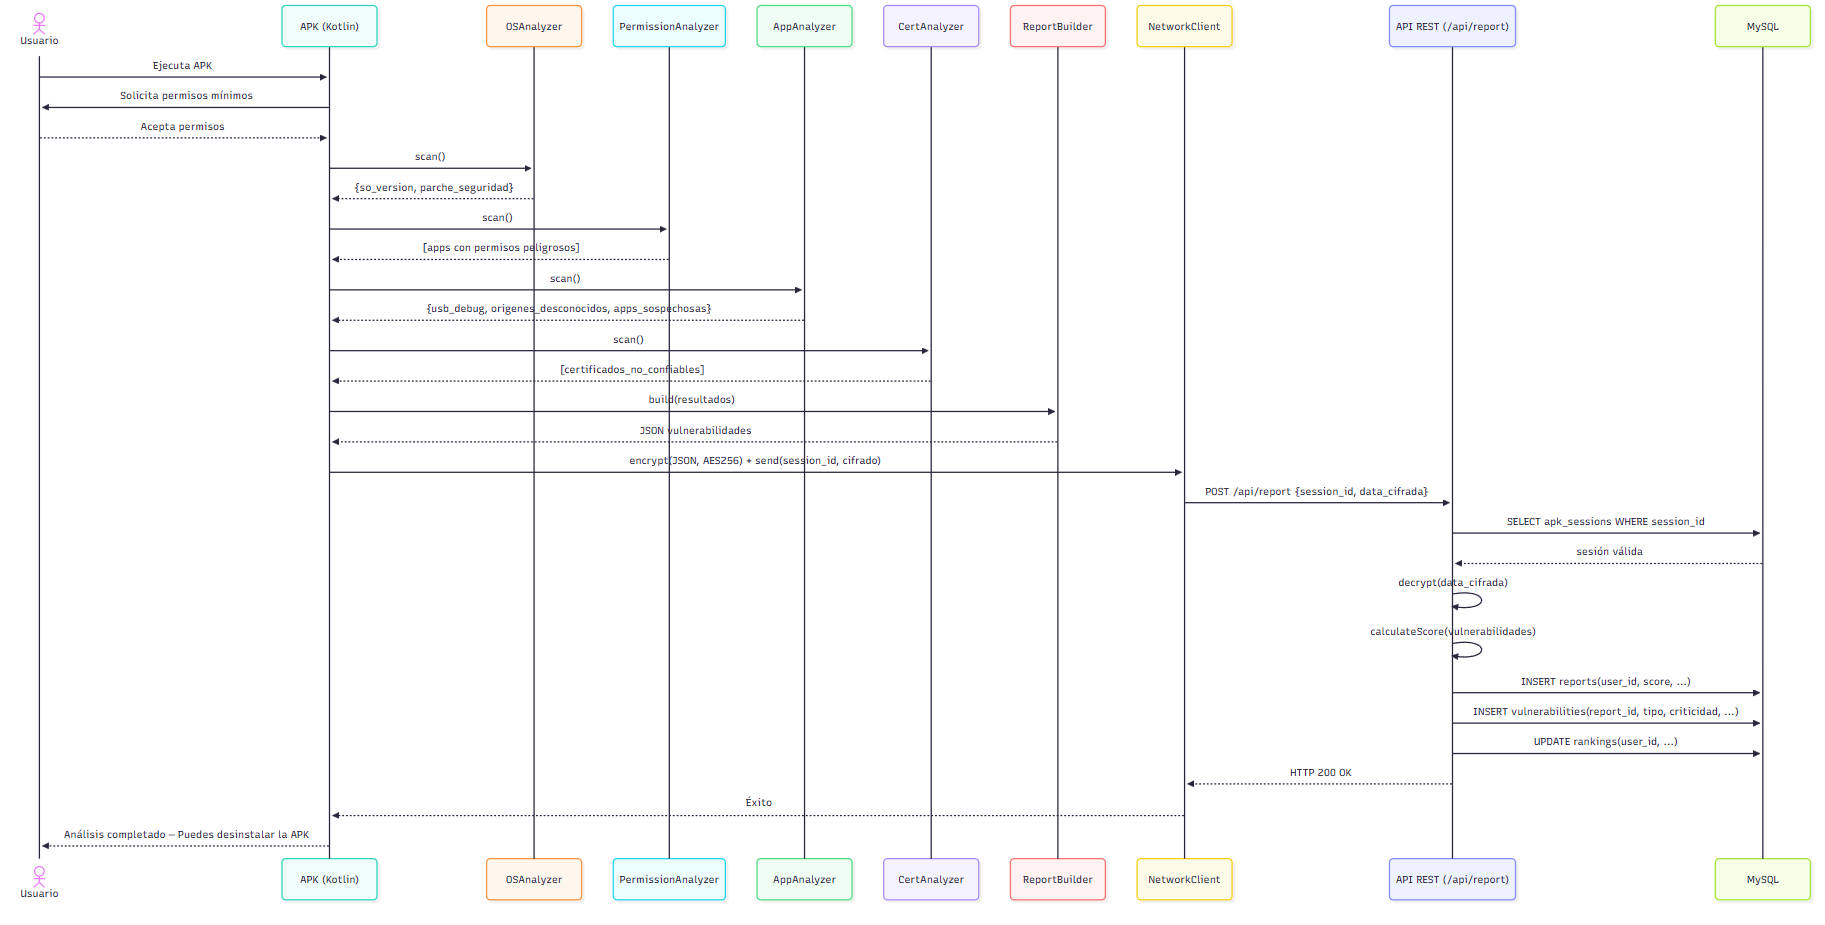 Usuario
APK (Kotlin)
OSAnalyzer
PermissionAnalyzer
AppAnalyzer
CertAnalyzer
ReportBuilder
NetworkClient
API REST (/api/report)
MySQL
Ejecuta APK
Solicita permisos mínimos
Acepta permisos
scan()
{so_version, parche_seguridad}
scan()
[apps con permisos peligrosos]
scan()
{usb_debug, origenes_desconocidos, apps_sospechosas}
scan()
[certificados_no_confiables]
build(resultados)
JSON vulnerabilidades
encrypt(JSON, AES256) + send(session_id, cifrado)
POST /api/report {session_id, data_cifrada}
SELECT apk_sessions WHERE session_id
sesión válida
decrypt(data_cifrada)
calculateScore(vulnerabilidades)
INSERT reports(user_id, score, ...)
INSERT vulnerabilities(report_id, tipo, criticidad, ...)
UPDATE rankings(user_id, ...)
HTTP 200 OK
Éxito
Análisis completado – Puedes desinstalar la APK
Usuario
APK (Kotlin)
OSAnalyzer
PermissionAnalyzer
AppAnalyzer
CertAnalyzer
ReportBuilder
NetworkClient
API REST (/api/report)
MySQL